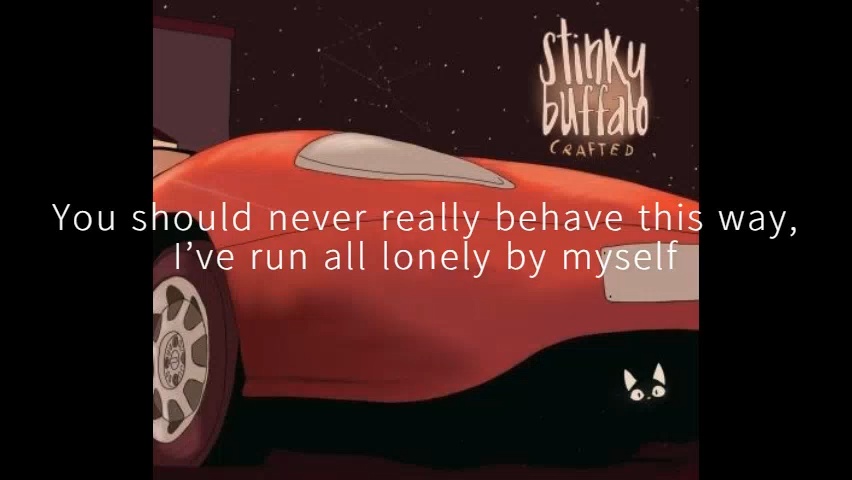 stinky
buffalo
CRAFTED
You should never really behave this way,
I’ve run all lonely by myself